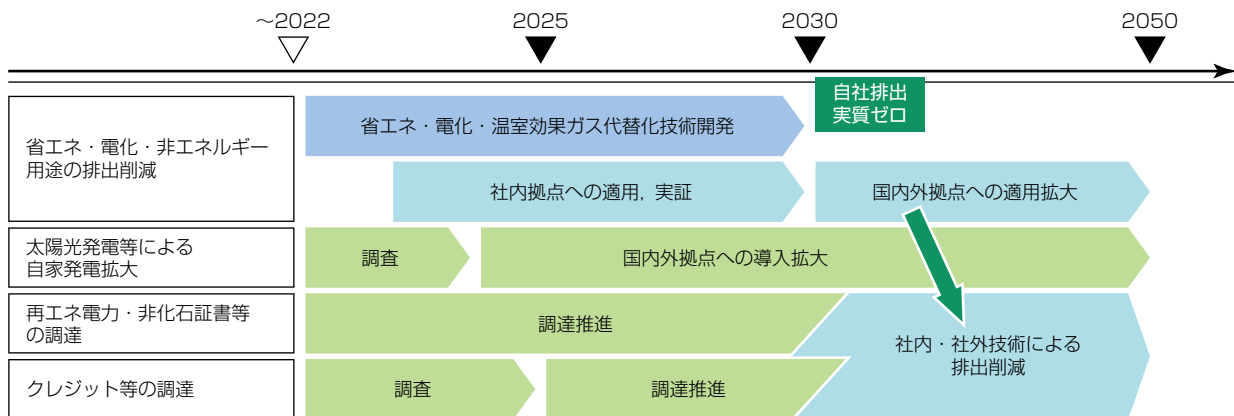 ～2022
2025
2030
2050
自社排出
実質ゼロ
省エネ・電化・非エネルギー
用途の排出削減
省エネ・電化・温室効果ガス代替化技術開発
社内拠点への適用，実証
国内外拠点への適用拡大
太陽光発電等による
自家発電拡大
調査
国内外拠点への導入拡大
再エネ電力・非化石証書等
の調達
調達推進
社内・社外技術による
排出削減
クレジット等の調達
調査
調達推進